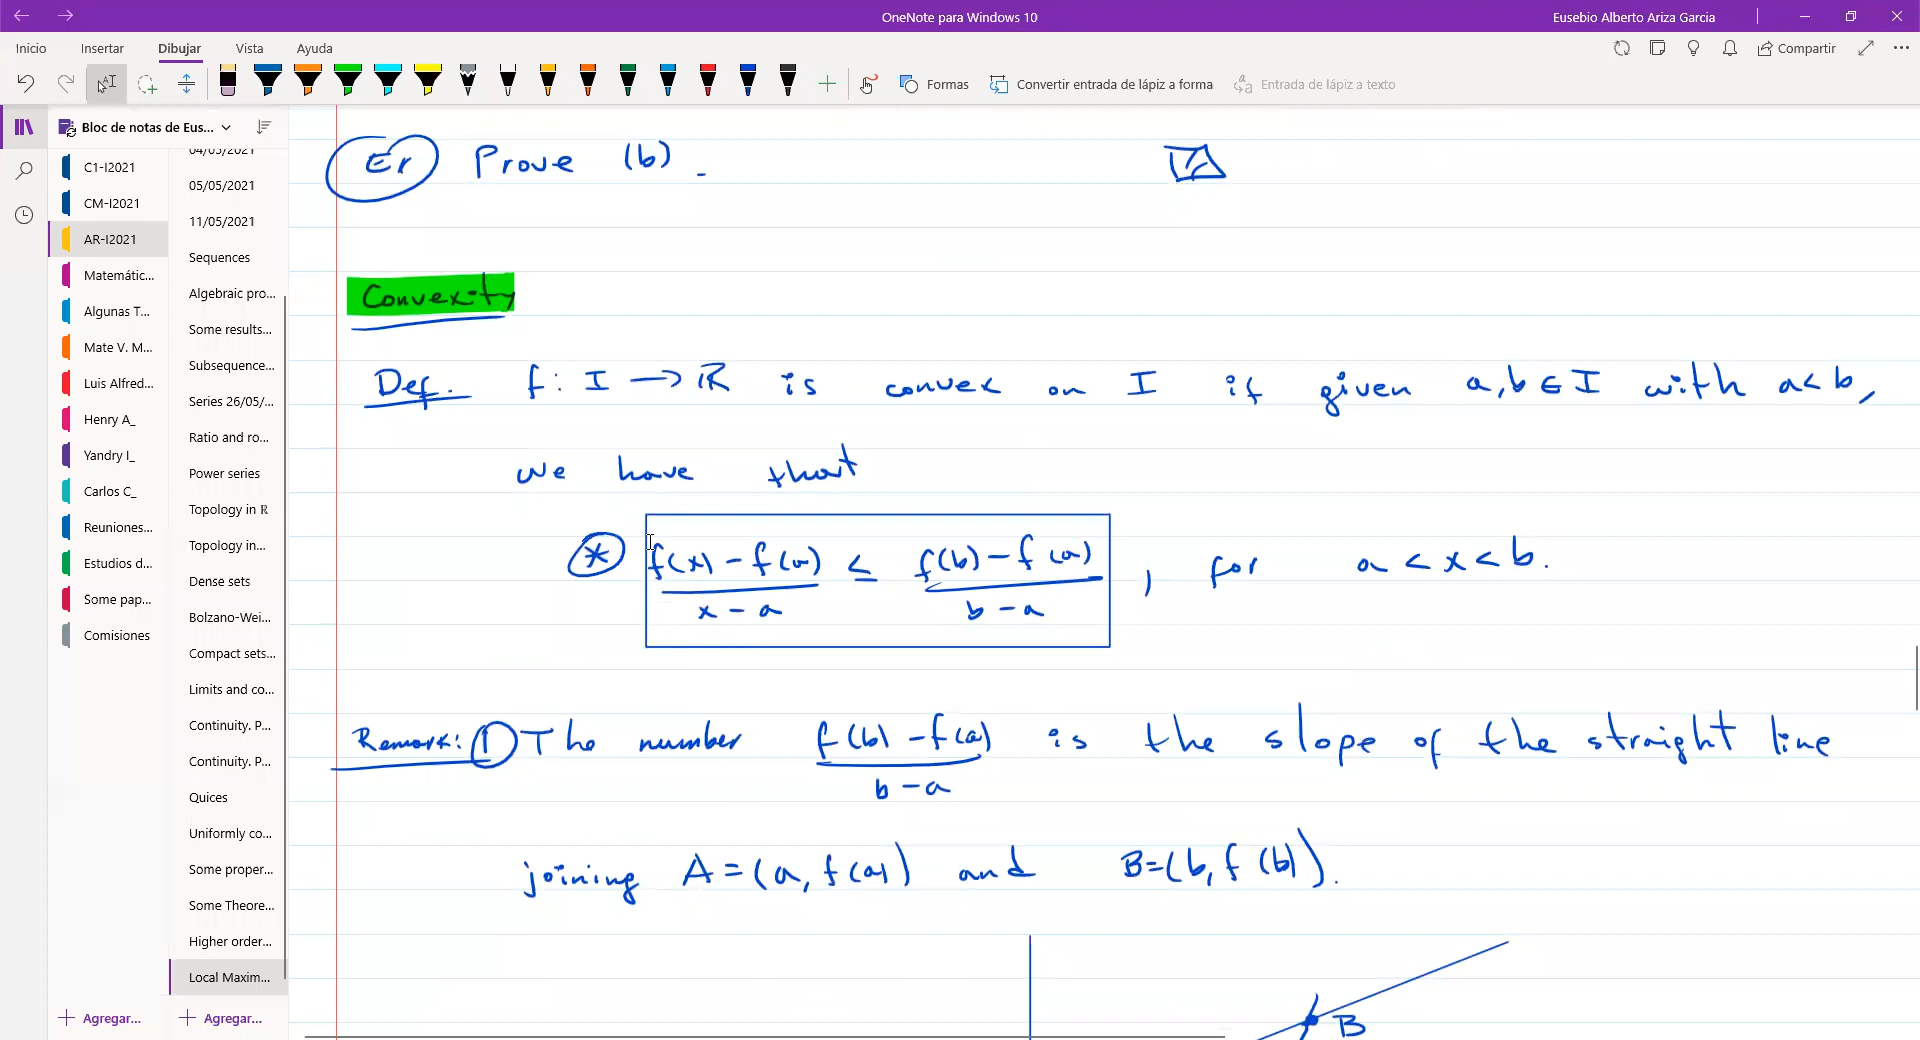 OneNote para Windows 10
Eusebio Alberto Ariza Garcia
Inicio
Insertar
Dibujar
Vista
Ayuda
Compartir
Formas
Convertir entrada de lápiz a forma
Entrada de lápiz a texto
Bloc de notas de Eus...
C1-I2021
CM-I2021
AR-I2021
Matemátic...
Algunas T...
Mate V. M...
Luis Alfred...
Henry A_
Yandry I_
Carlos C_
Reuniones...
Estudios d...
Some pap...
Comisiones
Agregar...
04/05/2021
05/05/2021
11/05/2021
Sequences
Algebraic pro...
Some results...
Subsequence...
Series 26/05/...
Ratio and ro...
Power series
Topology in ℝ
Topology in...
Dense sets
Bolzano-Wei...
Compact sets...
Limits and co...
Continuity. P...
Continuity. P...
Quices
Uniformly co...
Some proper...
Some Theore...
Higher order...
Local Maxim...
Agregar...
Er Prove (b).
Convexity
Def. f: I → ℝ is convex on I if given a,b ∈ I with a<b,
we have that
* (f(x) - f(a))/(x - a) ≤ (f(b) - f(a))/(b - a), for a < x < b.
Remark: ① The number (f(b) - f(a))/(b - a) is the slope of the straight line
joining A=(a, f(a)) and B=(b, f(b)).
B